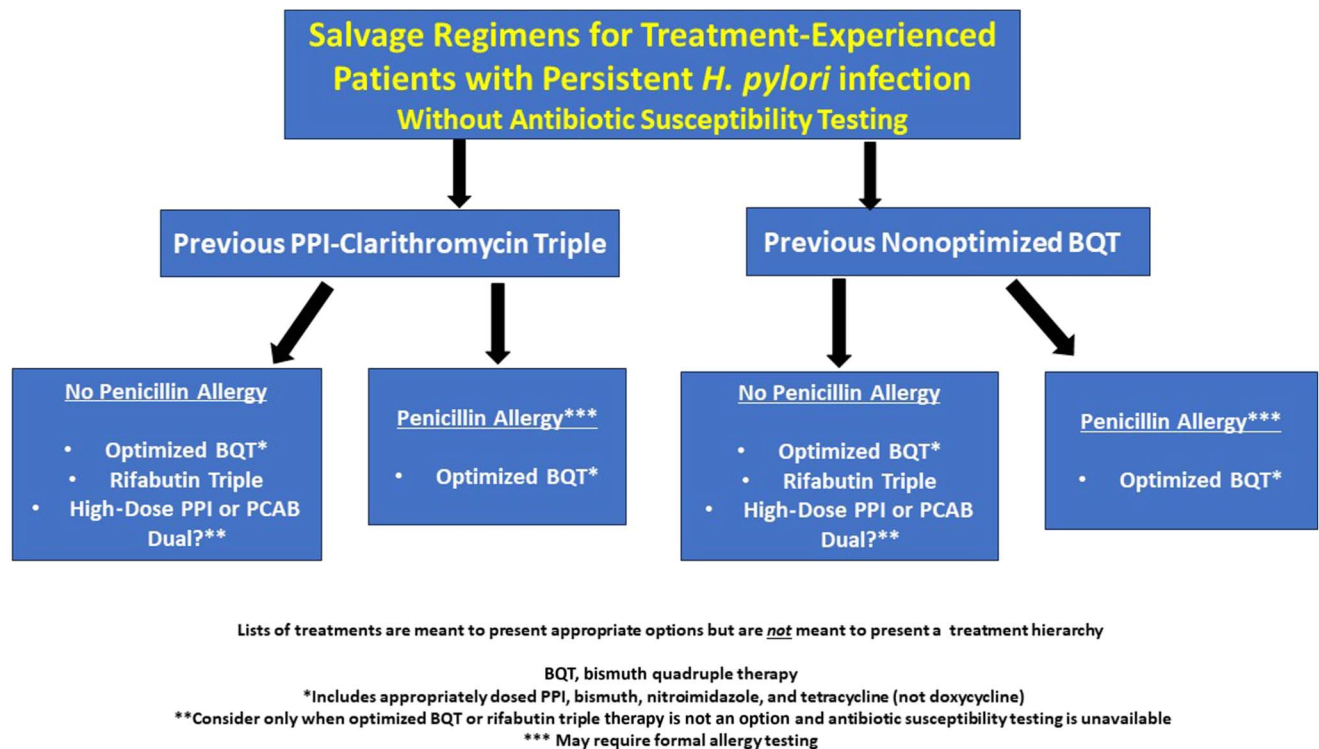 Salvage Regimens for Treatment-Experienced
Patients with Persistent H. pylori infection
Without Antibiotic Susceptibility Testing
Previous PPI-Clarithromycin Triple
Previous Nonoptimized BQT
No Penicillin Allergy
• Optimized BQT*
• Rifabutin Triple
• High-Dose PPI or PCAB
Dual?**
Penicillin Allergy***
• Optimized BQT*
No Penicillin Allergy
• Optimized BQT*
• Rifabutin Triple
• High-Dose PPI or PCAB
Dual?**
Penicillin Allergy***
• Optimized BQT*
Lists of treatments are meant to present appropriate options but are not meant to present a treatment hierarchy
BQT, bismuth quadruple therapy
*Includes appropriately dosed PPI, bismuth, nitroimidazole, and tetracycline (not doxycycline)
**Consider only when optimized BQT or rifabutin triple therapy is not an option and antibiotic susceptibility testing is unavailable
*** May require formal allergy testing